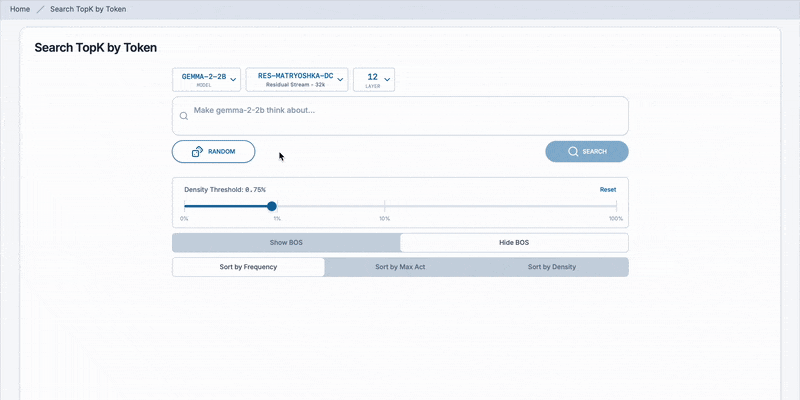 Home / Search TopK by Token
Search TopK by Token
GEMMA-2-2B RES-MATRYOSHKA-DC 12
MODEL Residual Stream - 32k LAYER
Make gemma-2-2b think about...
RANDOM SEARCH
Density Threshold: 0.75% Reset
0% 1% 10% 100%
Show BOS Hide BOS
Sort by Frequency Sort by Max Act Sort by Density